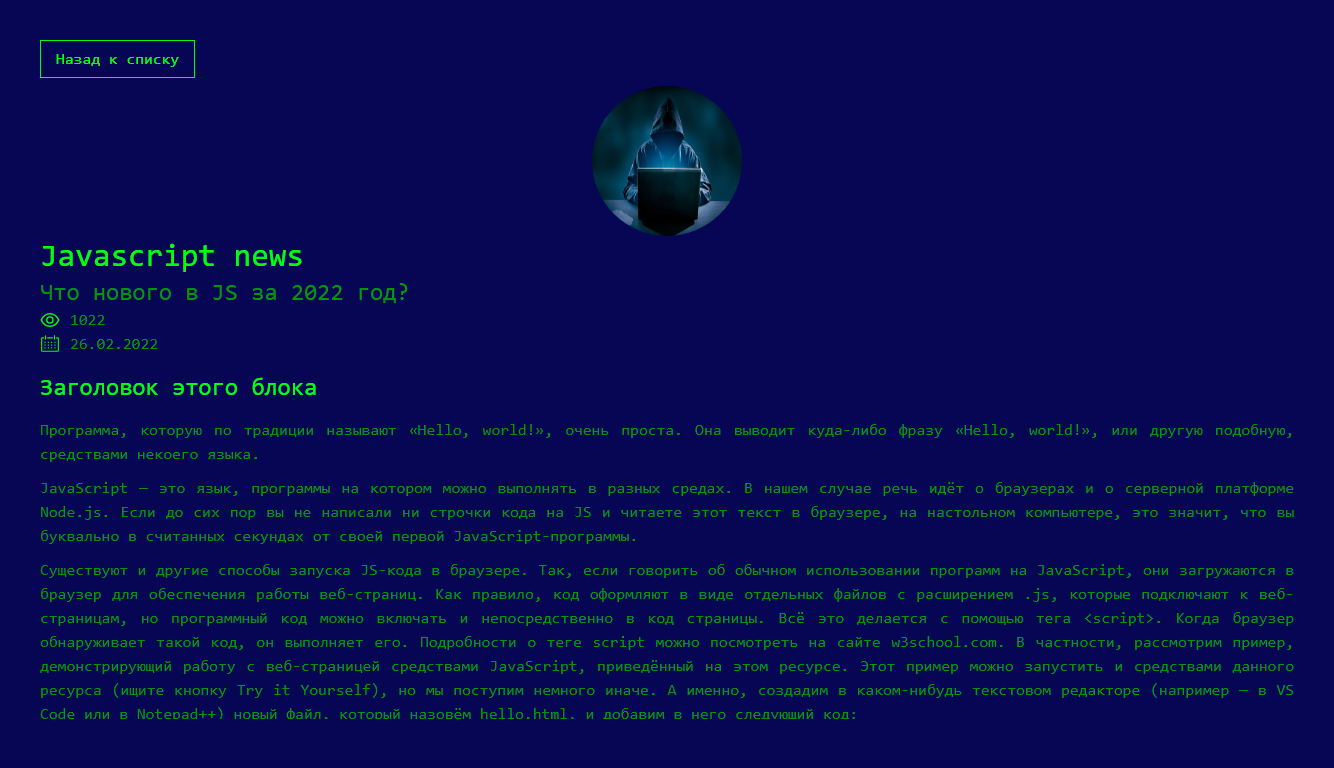 Назад к списку
Javascript news
Что нового в JS за 2022 год?
1022
26.02.2022
Заголовок этого блока
Программа, которую по традиции называют «Hello, world!», очень проста. Она выводит куда-либо фразу «Hello, world!», или другую подобную,
средствами некоего языка.
JavaScript — это язык, программы на котором можно выполнять в разных средах. В нашем случае речь идёт о браузерах и о серверной платформе
Node.js. Если до сих пор вы не написали ни строчки кода на JS и читаете этот текст в браузере, на настольном компьютере, это значит, что вы
буквально в считанных секундах от своей первой JavaScript-программы.
Существуют и другие способы запуска JS-кода в браузере. Так, если говорить об обычном использовании программ на JavaScript, они загружаются в
браузер для обеспечения работы веб-страниц. Как правило, код оформляют в виде отдельных файлов с расширением .js, которые подключают к веб-
страницам, но программный код можно включать и непосредственно в код страницы. Всё это делается с помощью тега <script>. Когда браузер
обнаруживает такой код, он выполняет его. Подробности о теге script можно посмотреть на сайте w3school.com. В частности, рассмотрим пример,
демонстрирующий работу с веб-страницей средствами JavaScript, приведённый на этом ресурсе. Этот пример можно запустить и средствами данного
ресурса (ищите кнопку Try it Yourself), но мы поступим немного иначе. А именно, создадим в каком-нибудь текстовом редакторе (например — в VS
Code или в Notepad++) новый файл, который назовём hello.html, и добавим в него следующий код: